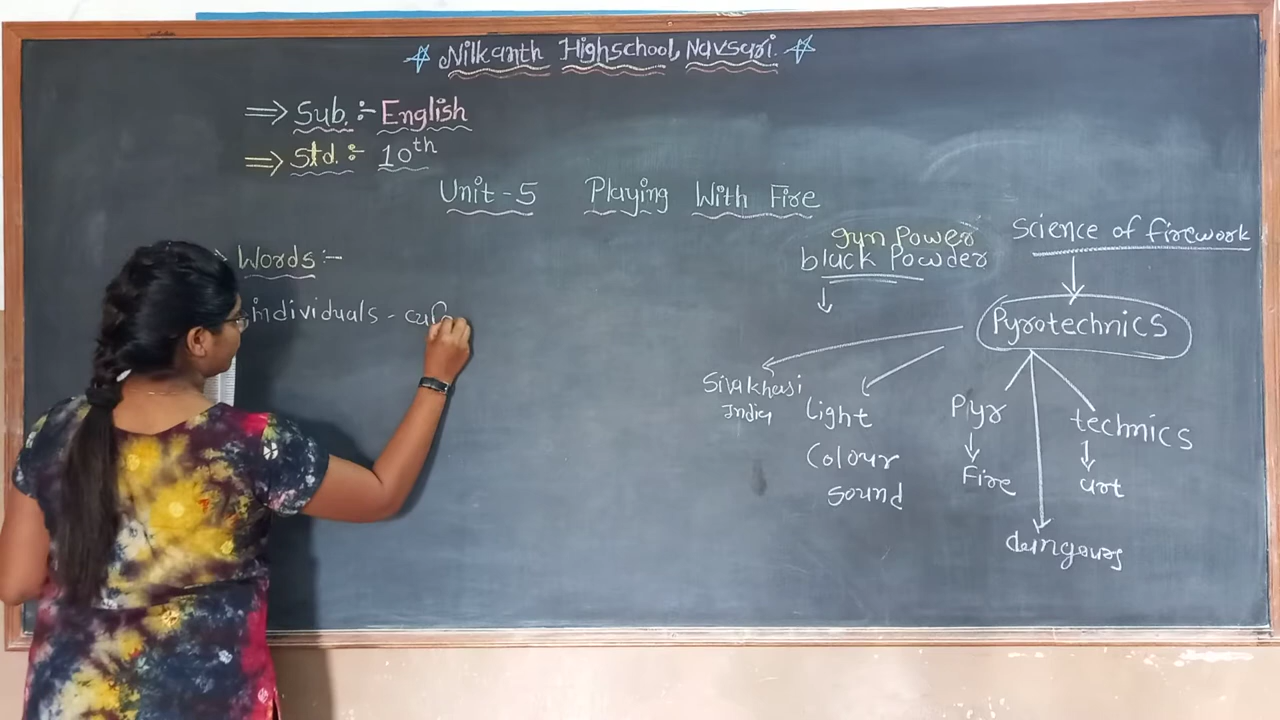 ☆ Nilkanth Highschool, Navsari. ☆
⇒ Sub. :- English
⇒ Std. :- 10th
Unit-5 Playing With Fire
Words :-
individuals -
gun Power
black Powder
↓
Science of firework
↓
Pyrotechnics
Sivakhasi
India
light
Colour
sound
Pyr
↓
Fire
technics
↓
art
daingours